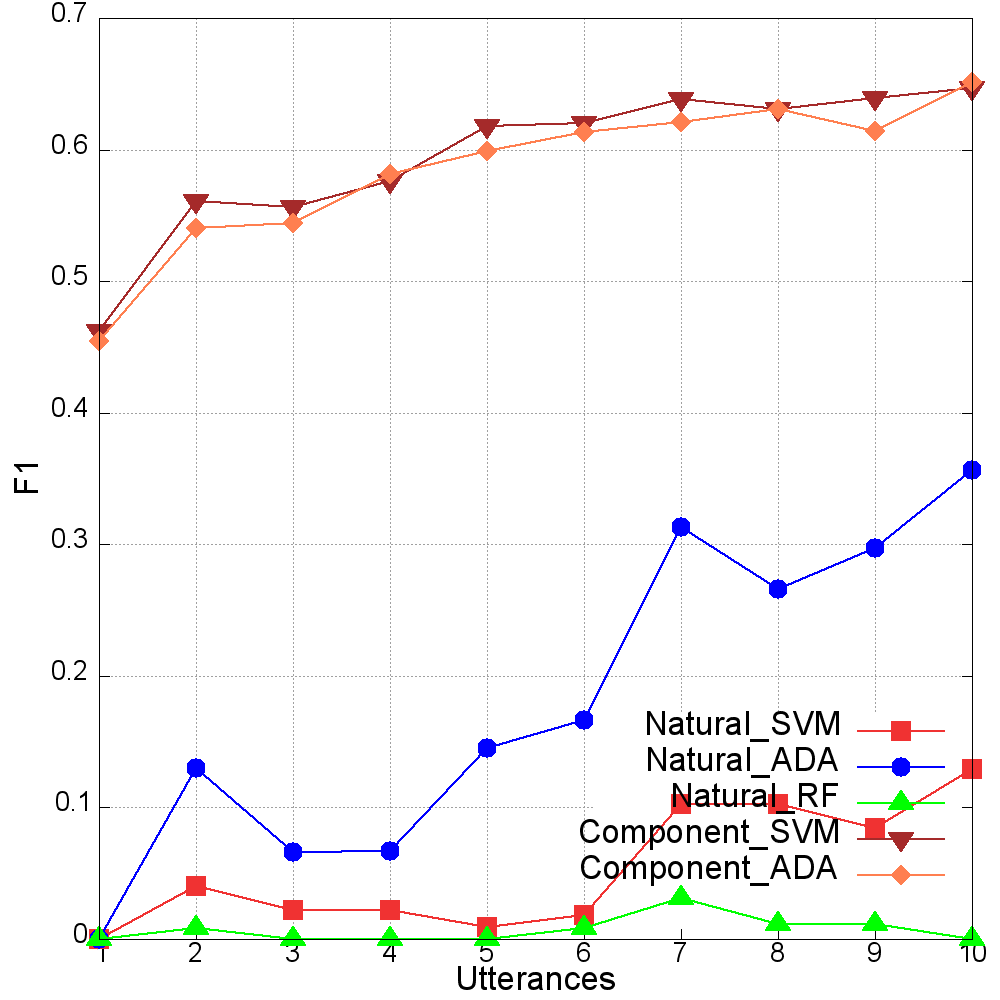 0.7
0.6
0.5
0.4
0.3
0.2
0.1
0
F1
Natural_SVM
Natural_ADA
Natural_RF
Component_SVM
Component_ADA
1 2 3 4 5 6 7 8 9 10
Utterances